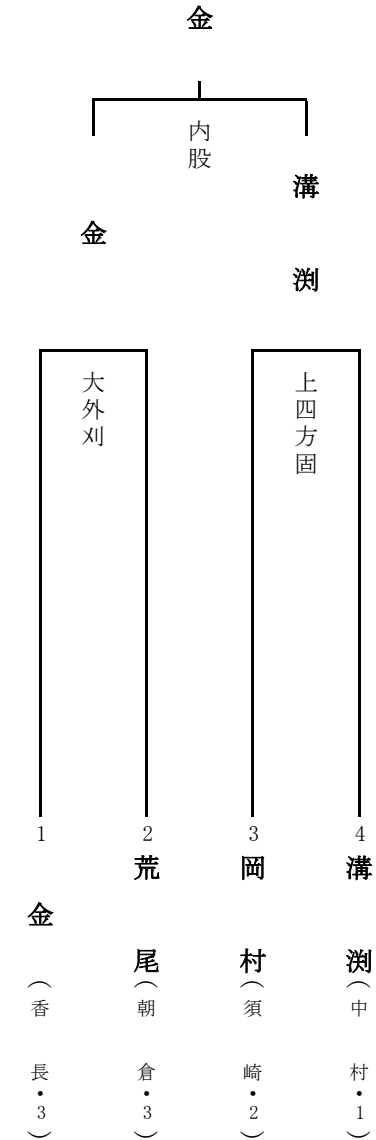 金
内股
金
溝渕
大外刈
上四方固
1
金
（香長・3）
2
荒尾
（朝倉・3）
3
岡村
（須崎・2）
4
溝渕
（中村・1）